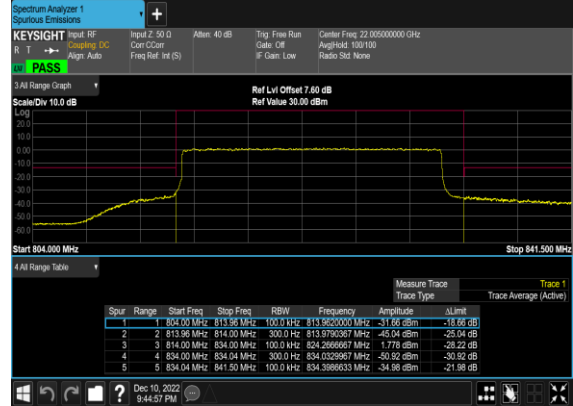 Spectrum Analyzer 1
Spurious Emissions
KEYSIGHT Input: RF Input Z: 50 Ω Atten: 40 dB Trig: Free Run Center Freq: 22.005000000 GHz
R T Coupling: DC Corr CCorr Gate: Off Avg|Hold: 100/100
Align: Auto Freq Ref: Int (S) IF Gain: Low Radio Std: None
PASS
3 All Range Graph
Ref Lvl Offset 7.60 dB
Scale/Div 10.0 dB Ref Value 30.00 dBm
Log
20.0
10.0
0.00
-10.0
-20.0
-30.0
-40.0
-50.0
-60.0
Start 804.000 MHz Stop 841.500 MHz
4 All Range Table
Measure Trace Trace 1
Trace Type Trace Average (Active)
Spur Range Start Freq Stop Freq RBW Frequency Amplitude ΔLimit
1 1 804.00 MHz 813.96 MHz 100.0 kHz 813.9620000 MHz -31.66 dBm -18.66 dB
2 2 813.96 MHz 814.00 MHz 300.0 Hz 813.9790367 MHz -45.04 dBm -25.04 dB
3 3 814.00 MHz 834.00 MHz 100.0 kHz 824.2666667 MHz 1.778 dBm -28.22 dB
4 4 834.00 MHz 834.04 MHz 300.0 Hz 834.0329967 MHz -50.92 dBm -30.92 dB
5 5 834.04 MHz 841.50 MHz 100.0 kHz 834.3986633 MHz -34.98 dBm -21.98 dB
Dec 10, 2022
9:44:57 PM